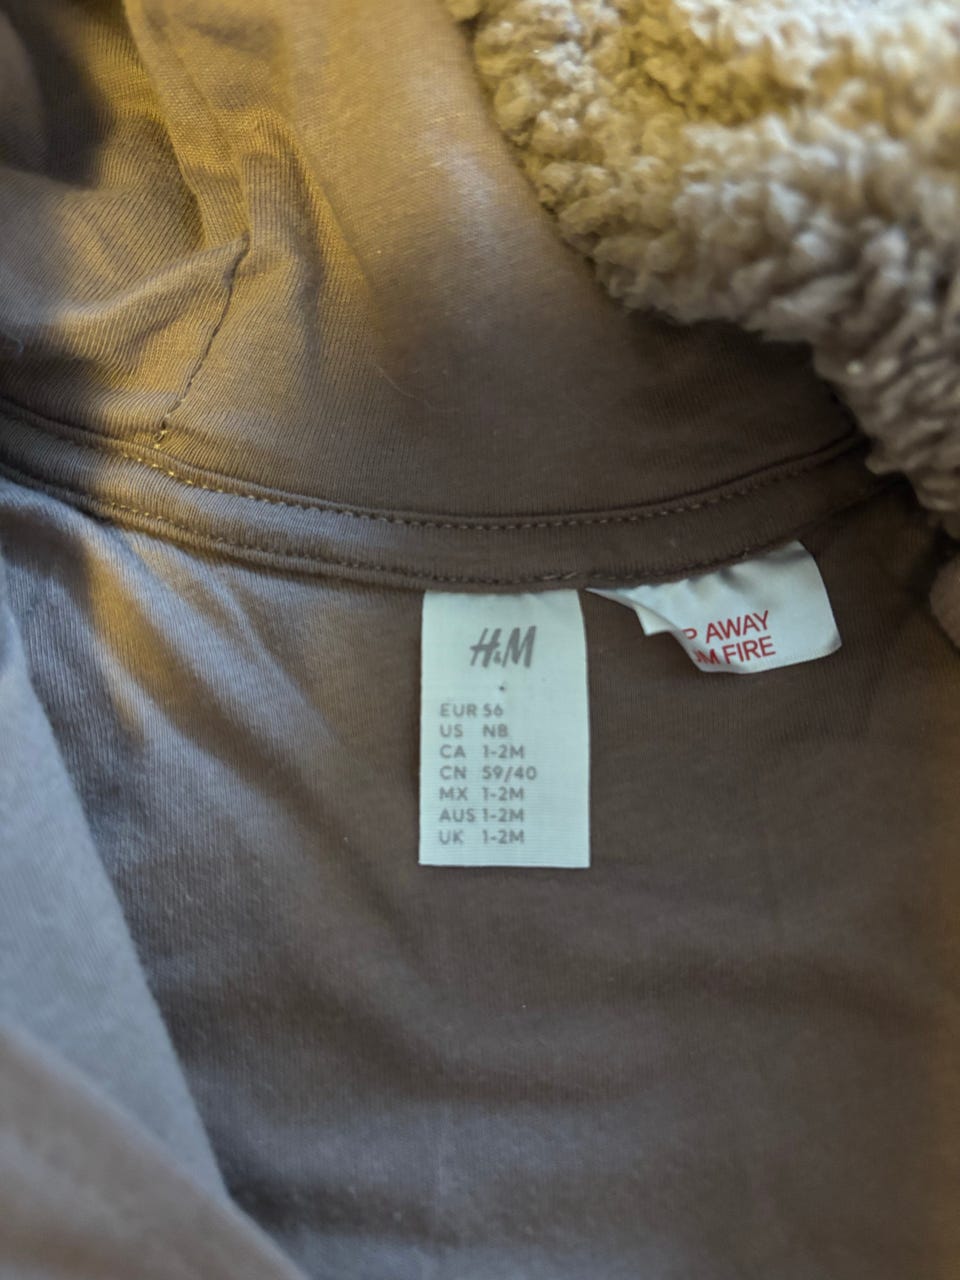 H&M
EUR 56
US NB
CA 1-2M
CN 59/40
MX 1-2M
AUS 1-2M
UK 1-2M
AWAY
FIRE